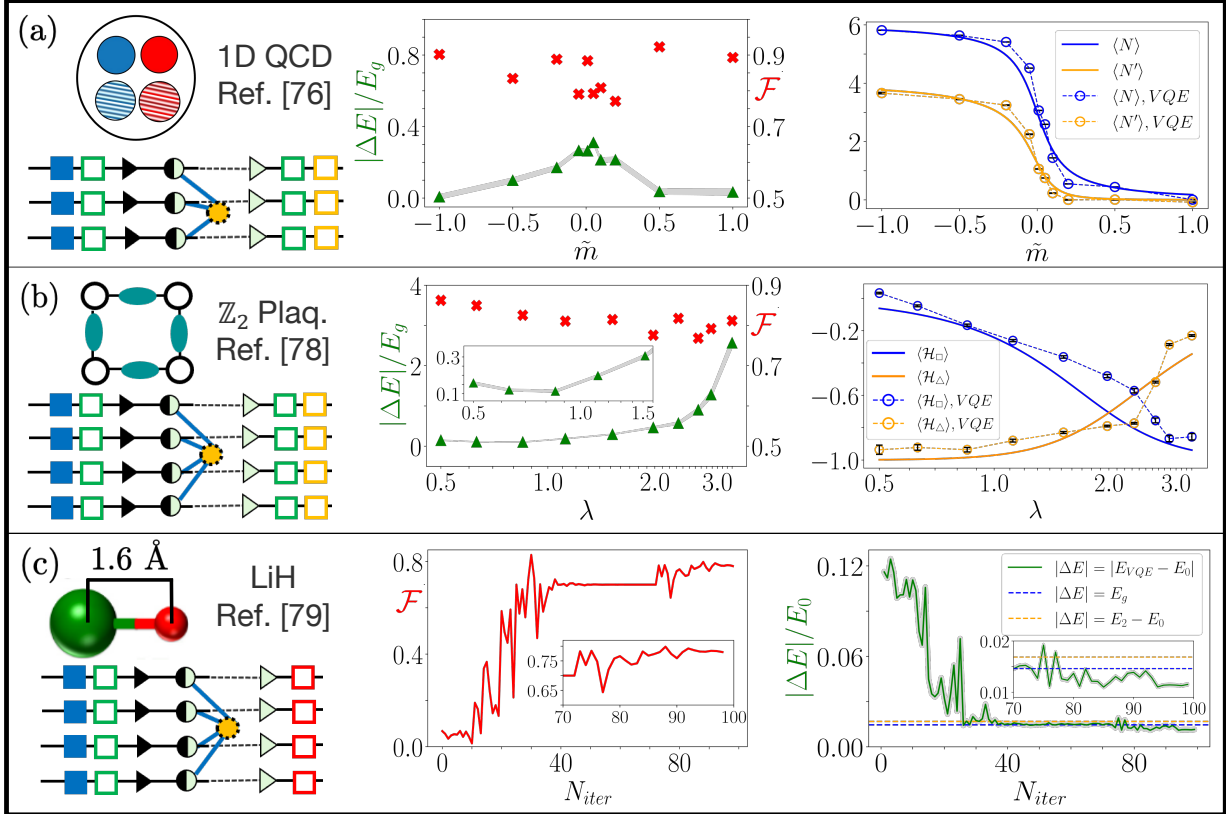 (a)
1D QCD
Ref. [76]
|ΔE|/E_g
0.8
0.4
0.0
−1.0
−0.5
0.0
0.5
1.0
m̃
0.9
0.7
0.5
ℱ
6
4
2
0
−1.0
−0.5
0.0
0.5
1.0
m̃
⟨N⟩
⟨N′⟩
⟨N⟩, VQE
⟨N′⟩, VQE
(b)
ℤ₂ Plaq.
Ref. [78]
|ΔE|/E_g
4
2
0
0.5
1.0
2.0
3.0
λ
0.3
0.1
0.5
1.0
1.5
0.9
0.7
0.5
ℱ
−0.2
−0.6
−1.0
0.5
1.0
2.0
3.0
λ
⟨ℋ□⟩
⟨ℋ△⟩
⟨ℋ□⟩, VQE
⟨ℋ△⟩, VQE
(c)
1.6 Å
LiH
Ref. [79]
ℱ
0.8
0.4
0.0
0
40
80
N_iter
0.75
0.65
70
80
90
100
|ΔE|/E₀
0.12
0.06
0.00
0
40
80
N_iter
|ΔE| = |E_VQE − E₀|
|ΔE| = E_g
|ΔE| = E₂ − E₀
0.02
0.01
70
80
90
100